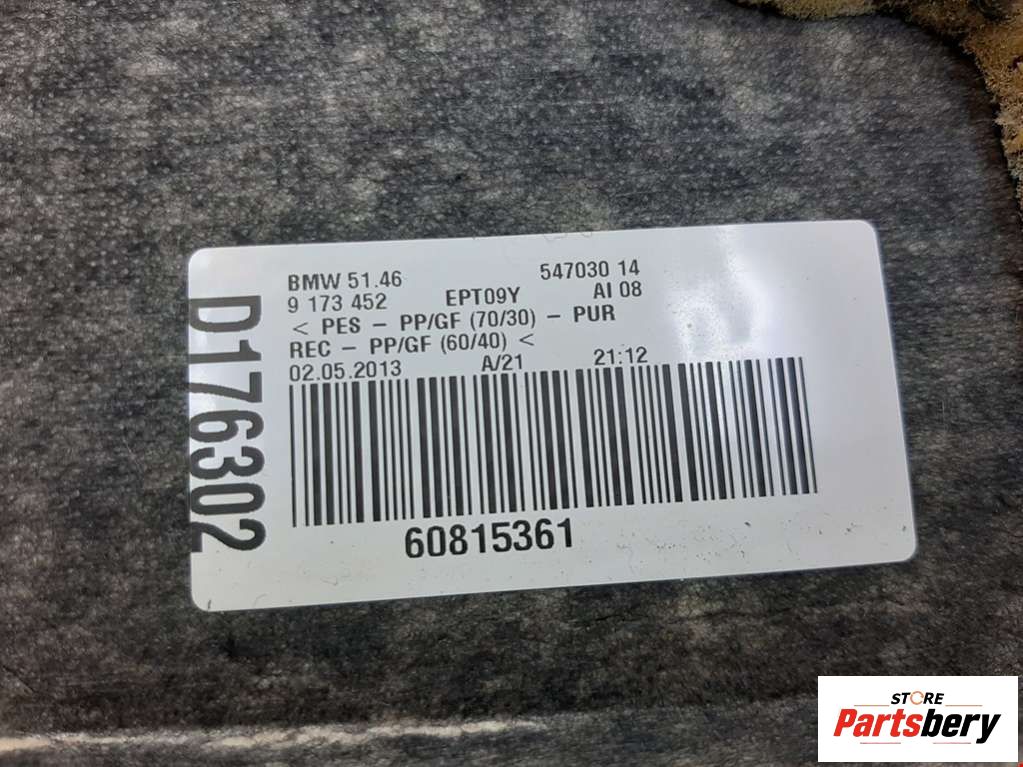 BMW 51.46 547030 14
9 173 452 EPT09Y AI 08
< PES - PP/GF (70/30) - PUR
REC - PP/GF (60/40) <
02.05.2013 A/21 21:12
60815361
D176302
STORE
Partsbery